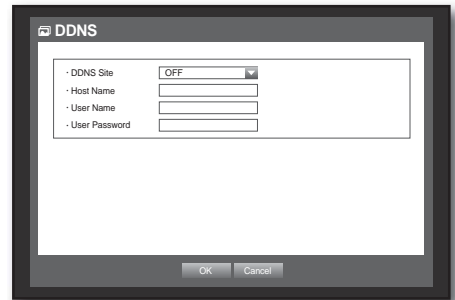 DDNS
· DDNS Site OFF
· Host Name
· User Name
· User Password
OK Cancel